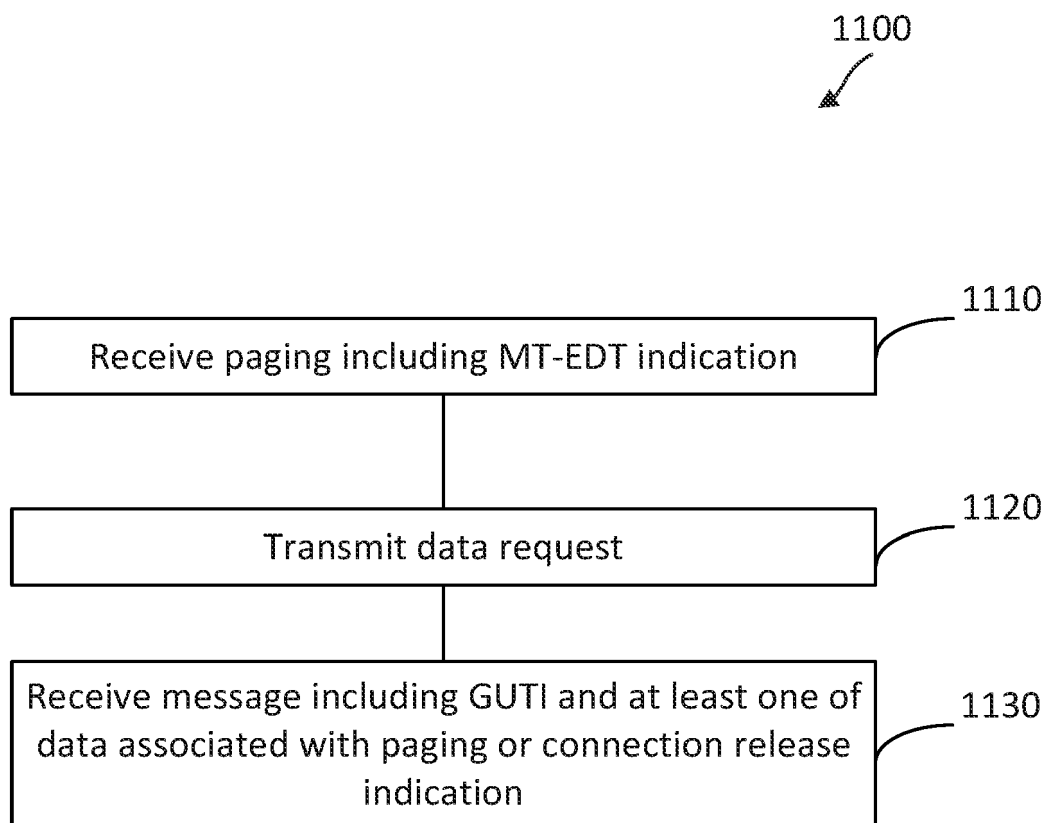 1100
1110
Receive paging including MT-EDT indication
1120
Transmit data request
Receive message including GUTI and at least one of
1130
data associated with paging or connection release
indication